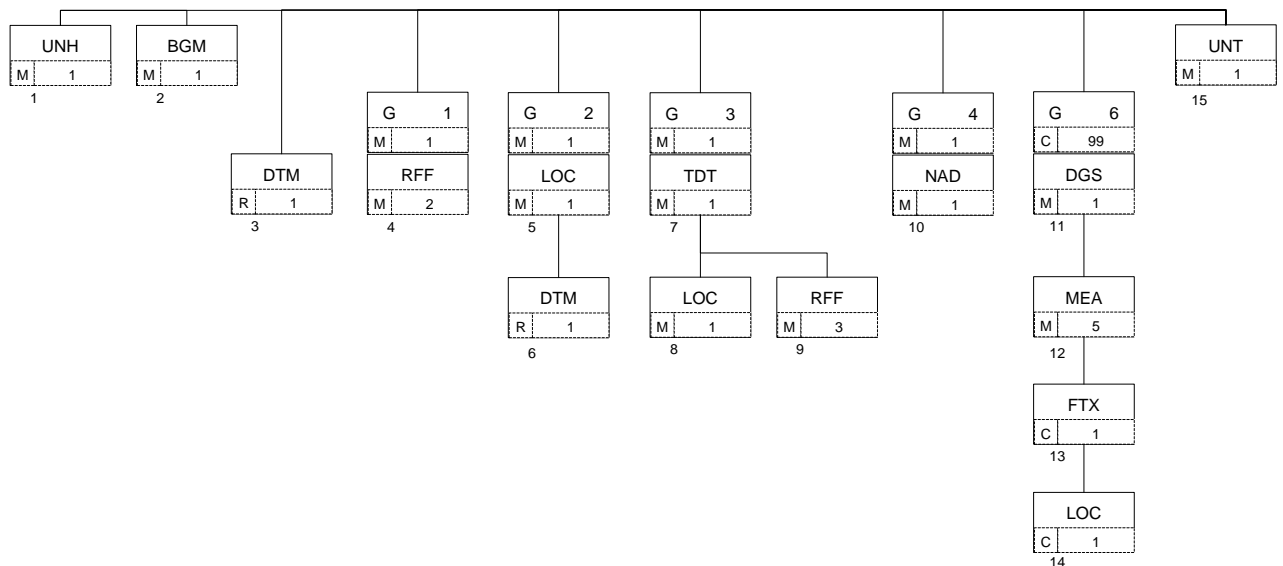 UNH
M 1
1
BGM
M 1
2
DTM
R 1
3
G 1
M 1
RFF
M 2
4
G 2
M 1
LOC
M 1
5
DTM
R 1
6
G 3
M 1
TDT
M 1
7
LOC
M 1
8
RFF
M 3
9
G 4
M 1
NAD
M 1
10
G 6
C 99
DGS
M 1
11
MEA
M 5
12
FTX
C 1
13
LOC
C 1
14
UNT
M 1
15